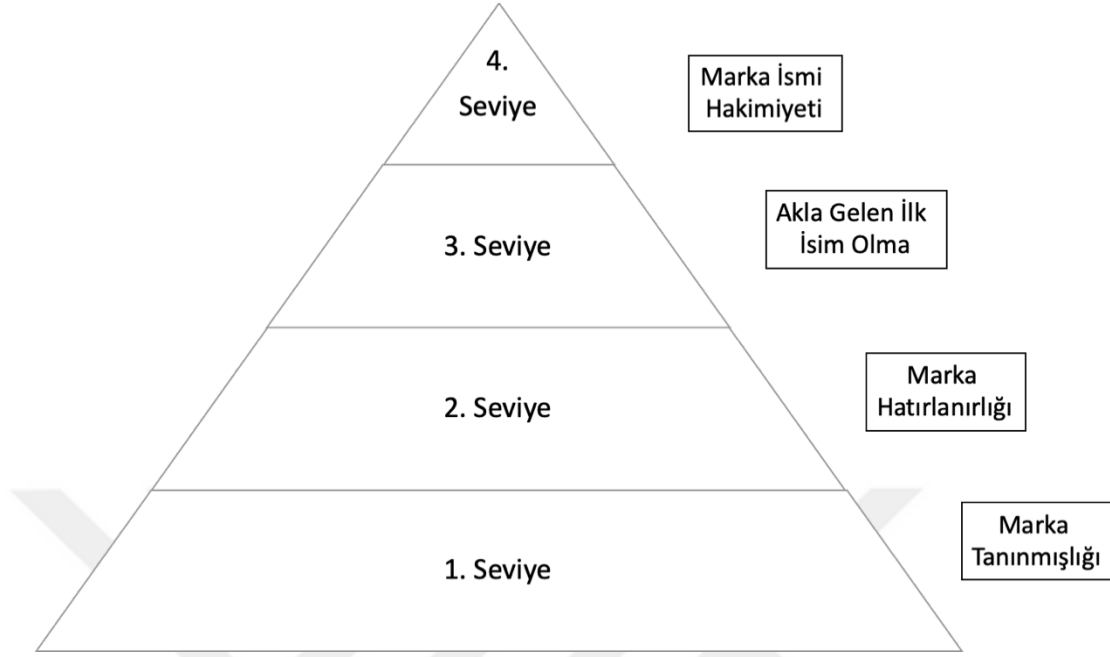 4.
Seviye
Marka İsmi
Hakimiyeti
3. Seviye
Akla Gelen İlk
İsim Olma
2. Seviye
Marka
Hatırlanırlığı
1. Seviye
Marka
Tanınmışlığı